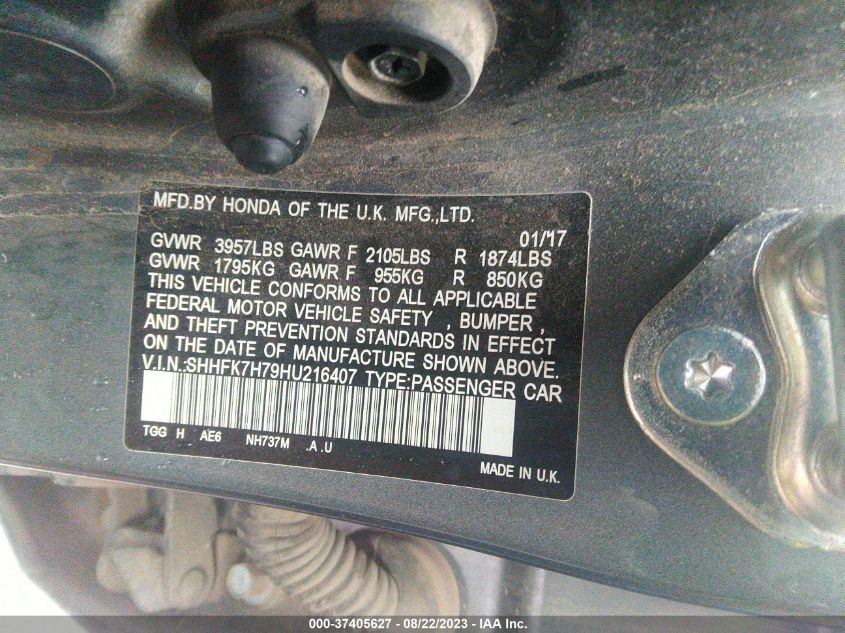 MFD.BY HONDA OF THE U.K. MFG.,LTD.
01/17
GVWR 3957LBS GAWR F 2105LBS R 1874LBS
GVWR 1795KG GAWR F 955KG R 850KG
THIS VEHICLE CONFORMS TO ALL APPLICABLE
FEDERAL MOTOR VEHICLE SAFETY , BUMPER ,
AND THEFT PREVENTION STANDARDS IN EFFECT
ON THE DATE OF MANUFACTURE SHOWN ABOVE.
V.I.N.:SHHFK7H79HU216407 TYPE:PASSENGER CAR
TGG H AE6 NH737M .A .U
MADE IN U.K.
000-37405627 - 08/22/2023 - IAA Inc.